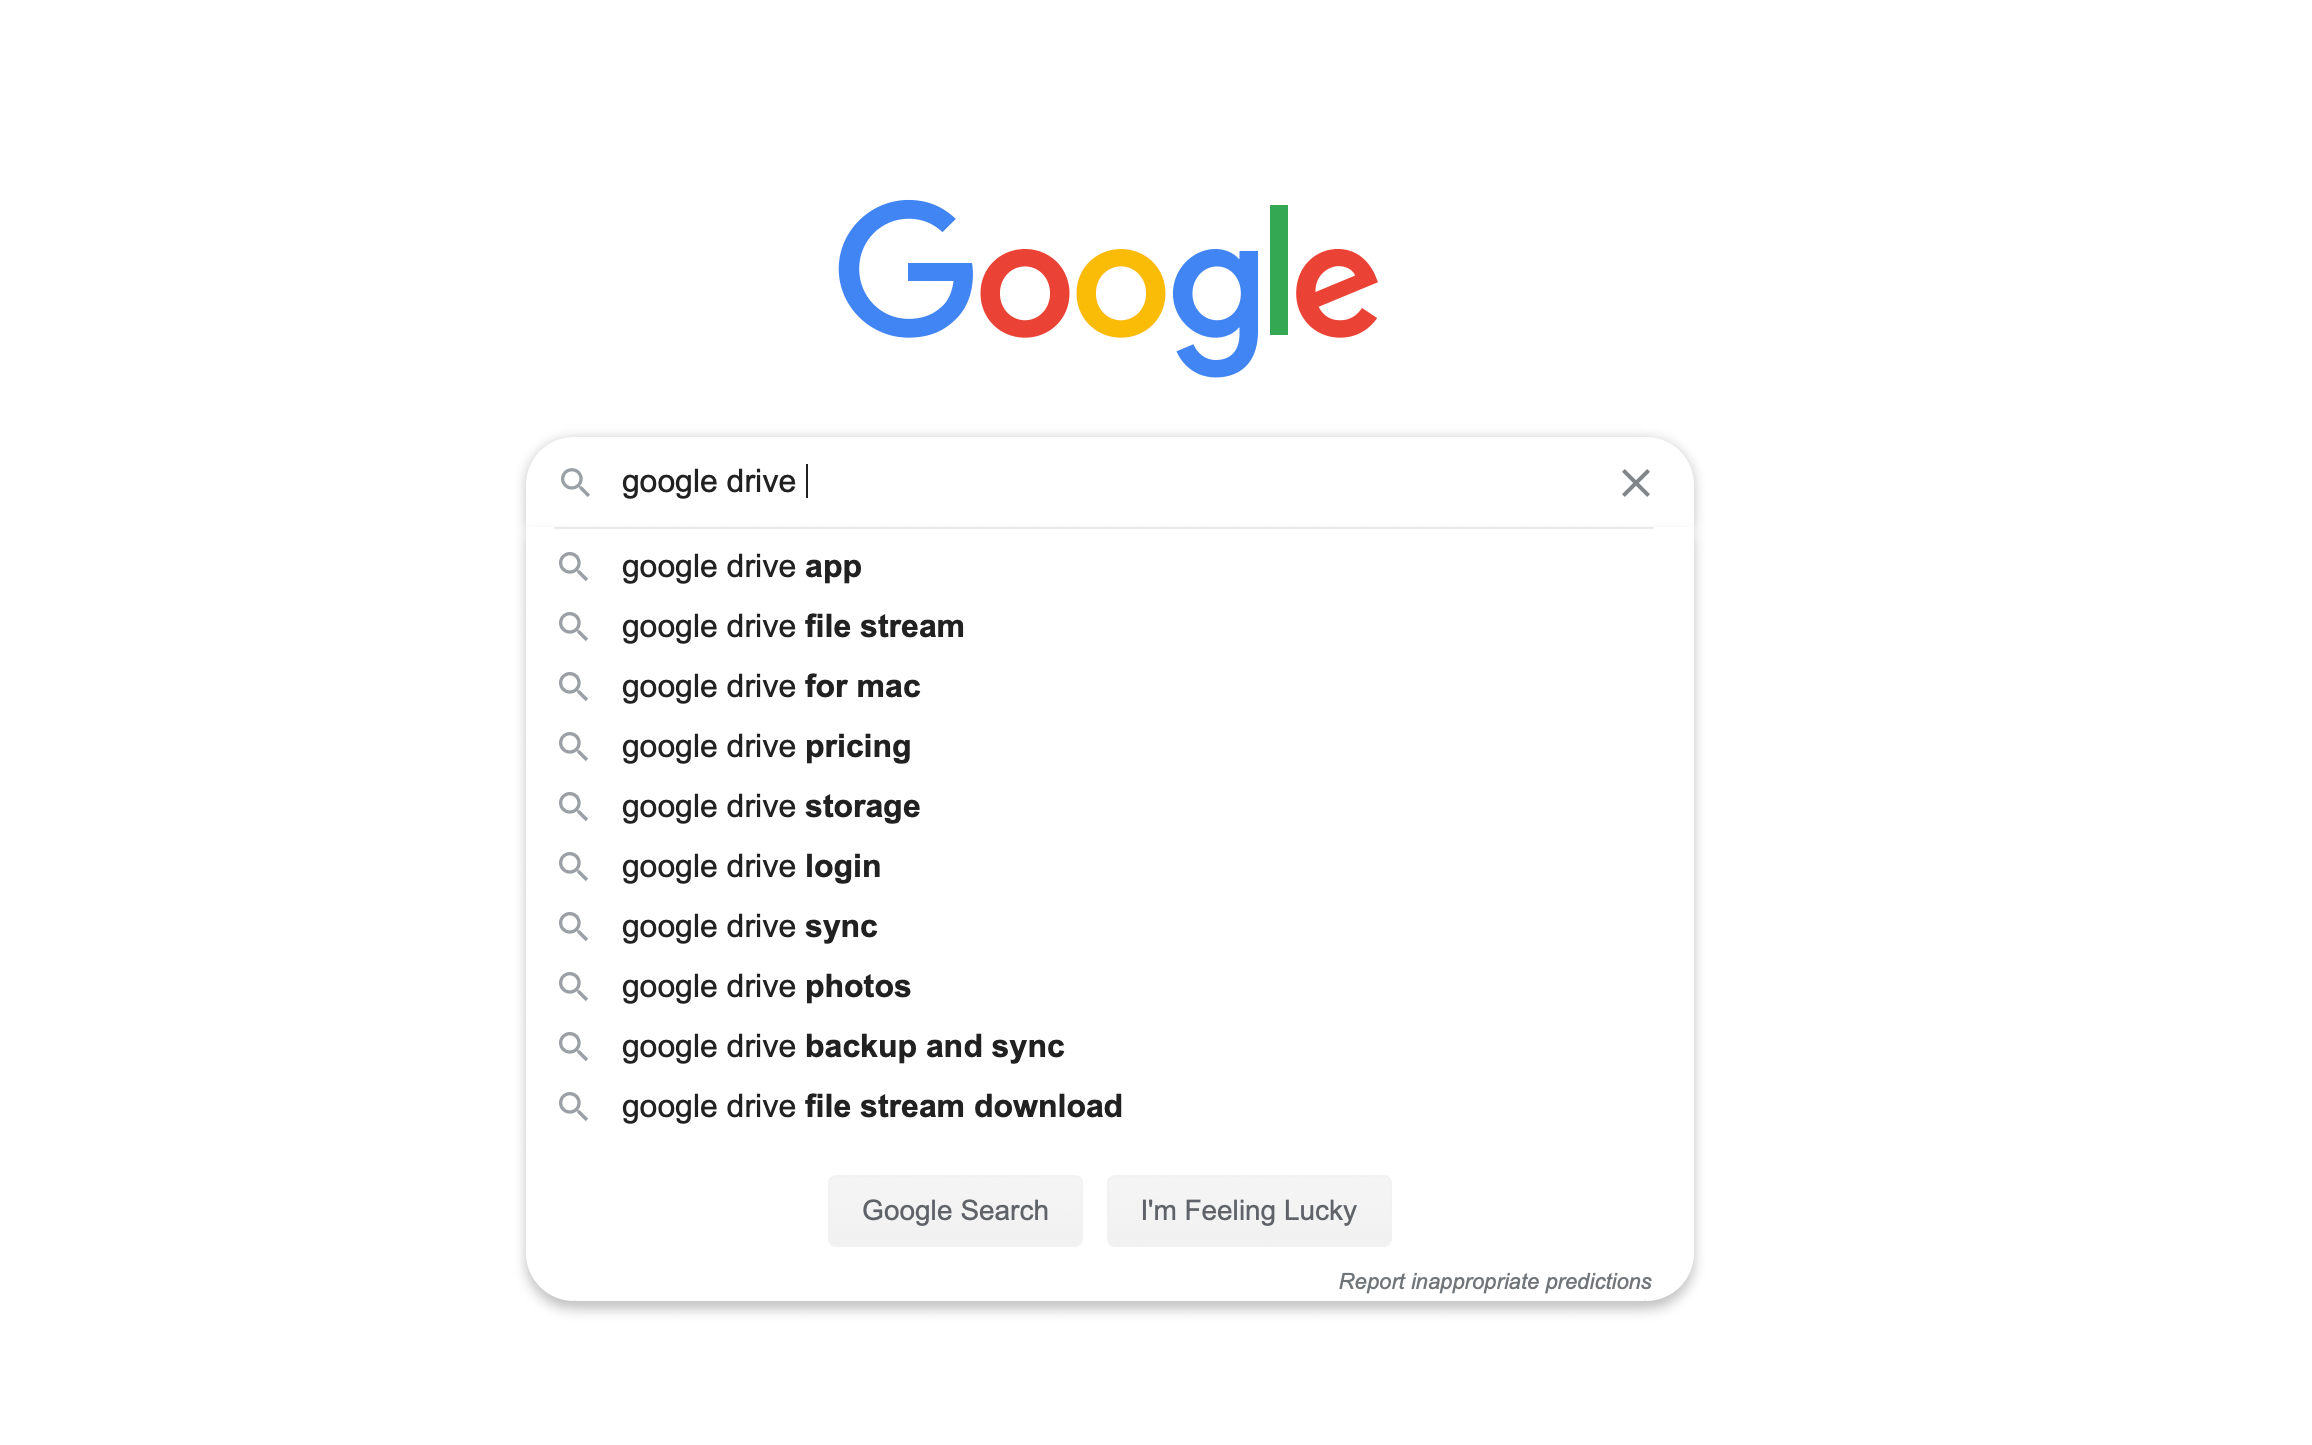 Google
google drive
google drive app
google drive file stream
google drive for mac
google drive pricing
google drive storage
google drive login
google drive sync
google drive photos
google drive backup and sync
google drive file stream download
Google Search I'm Feeling Lucky
Report inappropriate predictions